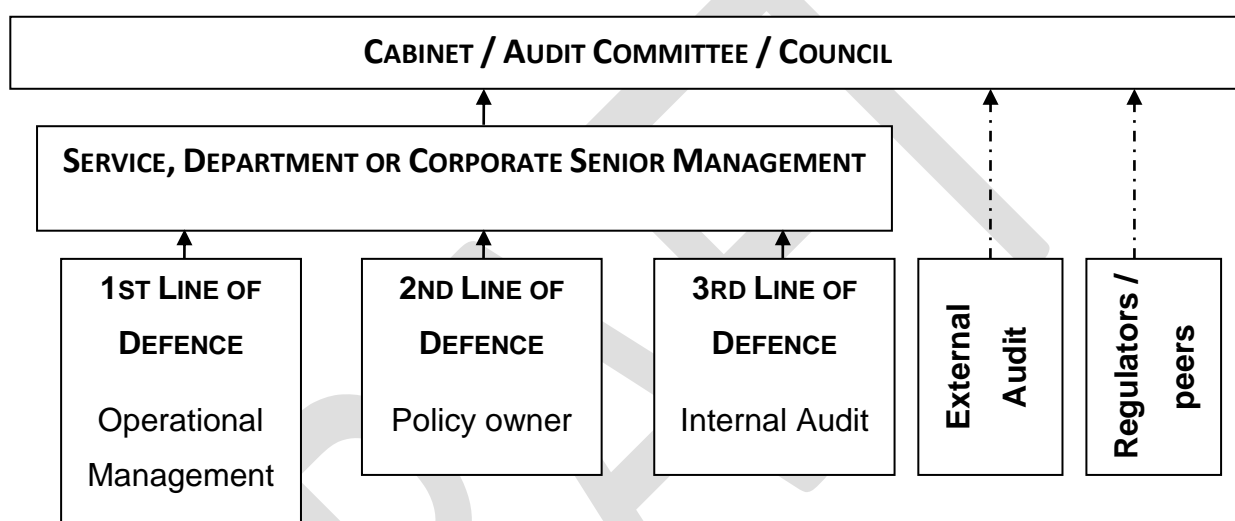 CABINET / AUDIT COMMITTEE / COUNCIL
SERVICE, DEPARTMENT OR CORPORATE SENIOR MANAGEMENT
1ST LINE OF
DEFENCE
Operational
Management
2ND LINE OF
DEFENCE
Policy owner
3RD LINE OF
DEFENCE
Internal Audit
External
Audit
Regulators /
peers